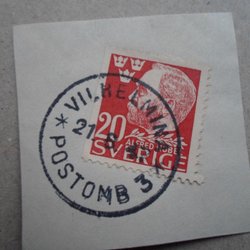 VILHELMINA
21
20
ALFRED NOBEL
SVERIGE
* POSTOMB 3